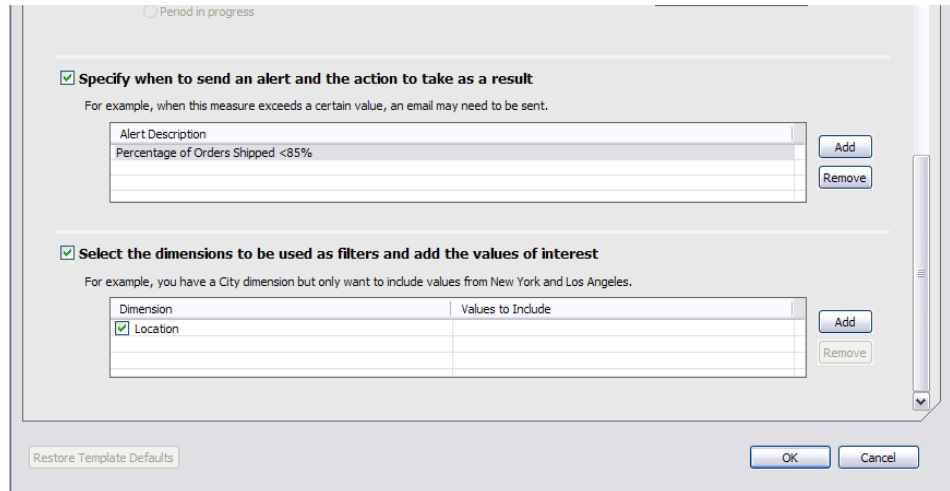 Period in progress
Specify when to send an alert and the action to take as a result
For example, when this measure exceeds a certain value, an email may need to be sent.
Alert Description
Percentage of Orders Shipped <85%
Add
Remove
Select the dimensions to be used as filters and add the values of interest
For example, you have a City dimension but only want to include values from New York and Los Angeles.
Dimension Values to Include
Location
Add
Remove
Restore Template Defaults OK Cancel